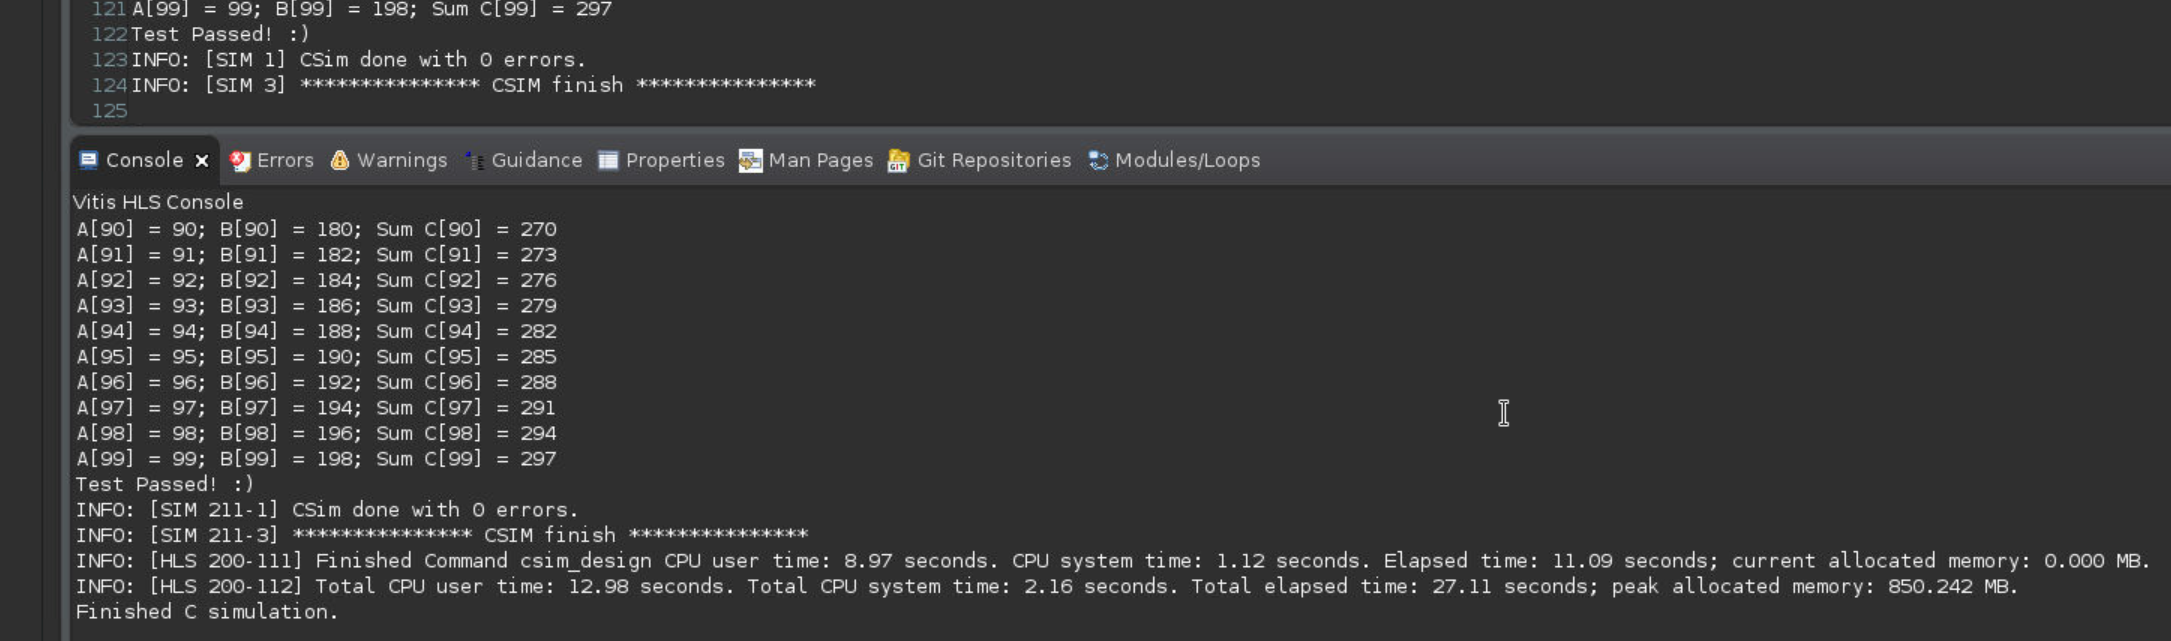 121 A[99] = 99; B[99] = 198; Sum C[99] = 297
122 Test Passed! :)
123 INFO: [SIM 1] CSim done with 0 errors.
124 INFO: [SIM 3] *************** CSIM finish ***************
125
Console Errors Warnings Guidance Properties Man Pages GIT Git Repositories Modules/Loops
Vitis HLS Console
A[90] = 90; B[90] = 180; Sum C[90] = 270
A[91] = 91; B[91] = 182; Sum C[91] = 273
A[92] = 92; B[92] = 184; Sum C[92] = 276
A[93] = 93; B[93] = 186; Sum C[93] = 279
A[94] = 94; B[94] = 188; Sum C[94] = 282
A[95] = 95; B[95] = 190; Sum C[95] = 285
A[96] = 96; B[96] = 192; Sum C[96] = 288
A[97] = 97; B[97] = 194; Sum C[97] = 291
A[98] = 98; B[98] = 196; Sum C[98] = 294
A[99] = 99; B[99] = 198; Sum C[99] = 297
Test Passed! :)
INFO: [SIM 211-1] CSim done with 0 errors.
INFO: [SIM 211-3] *************** CSIM finish ***************
INFO: [HLS 200-111] Finished Command csim_design CPU user time: 8.97 seconds. CPU system time: 1.12 seconds. Elapsed time: 11.09 seconds; current allocated memory: 0.000 MB.
INFO: [HLS 200-112] Total CPU user time: 12.98 seconds. Total CPU system time: 2.16 seconds. Total elapsed time: 27.11 seconds; peak allocated memory: 850.242 MB.
Finished C simulation.